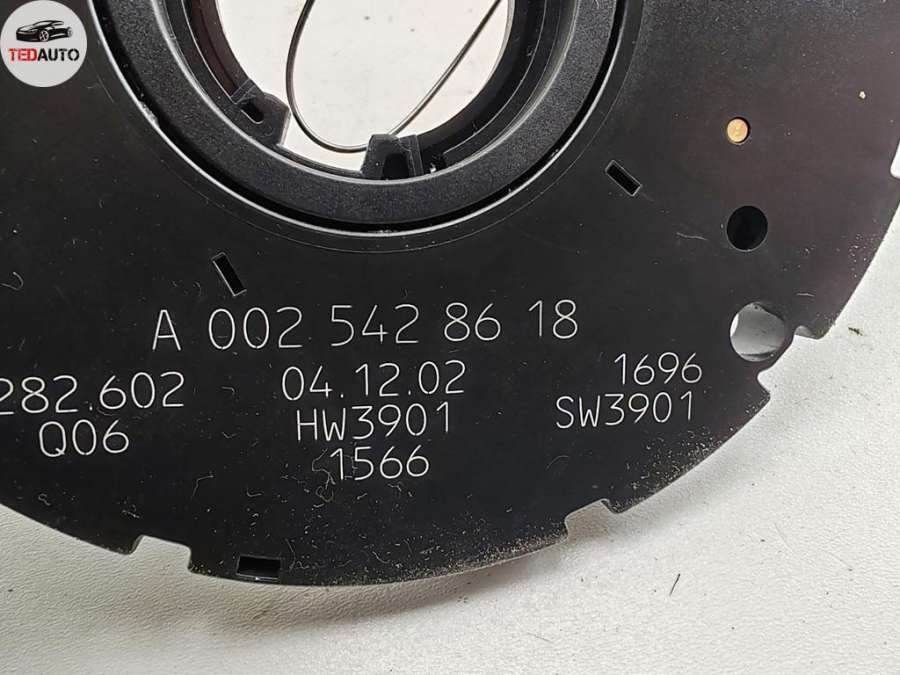 TEDAUTO
A 002 542 86 18
282.602 04.12.02 1696
Q06 HW3901 SW3901
1566